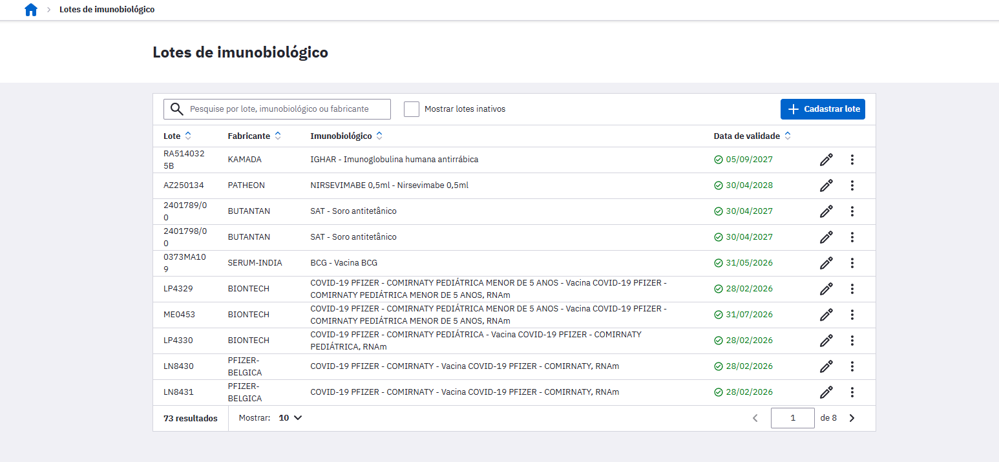 Lotes de imunobiológico
Lotes de imunobiológico
Pesquise por lote, imunobiológico ou fabricante
Mostrar lotes inativos
Cadastrar lote
Lote Fabricante Imunobiológico Data de validade
RA514032
5B
KAMADA
IGHAR - Imunoglobulina humana antirrábica
05/09/2027
AZ250134
PATHEON
NIRSEVIMABE 0,5ml - Nirsevimabe 0,5ml
30/04/2028
2401789/0
0
BUTANTAN
SAT - Soro antitetânico
30/04/2027
2401798/0
0
BUTANTAN
SAT - Soro antitetânico
30/04/2027
0373MA10
9
SERUM-INDIA
BCG - Vacina BCG
31/05/2026
LP4329
BIONTECH
COVID-19 PFIZER - COMIRNATY PEDIÁTRICA MENOR DE 5 ANOS - Vacina COVID-19 PFIZER -
COMIRNATY PEDIÁTRICA MENOR DE 5 ANOS, RNAm
28/02/2026
ME0453
BIONTECH
COVID-19 PFIZER - COMIRNATY PEDIÁTRICA MENOR DE 5 ANOS - Vacina COVID-19 PFIZER -
COMIRNATY PEDIÁTRICA MENOR DE 5 ANOS, RNAm
31/07/2026
LP4330
BIONTECH
COVID-19 PFIZER - COMIRNATY PEDIÁTRICA - Vacina COVID-19 PFIZER - COMIRNATY
PEDIÁTRICA, RNAm
28/02/2026
LN8430
PFIZER-
BELGICA
COVID-19 PFIZER - COMIRNATY - Vacina COVID-19 PFIZER - COMIRNATY, RNAm
28/02/2026
LN8431
PFIZER-
BELGICA
COVID-19 PFIZER - COMIRNATY - Vacina COVID-19 PFIZER - COMIRNATY, RNAm
28/02/2026
73 resultados
Mostrar: 10
1 de 8